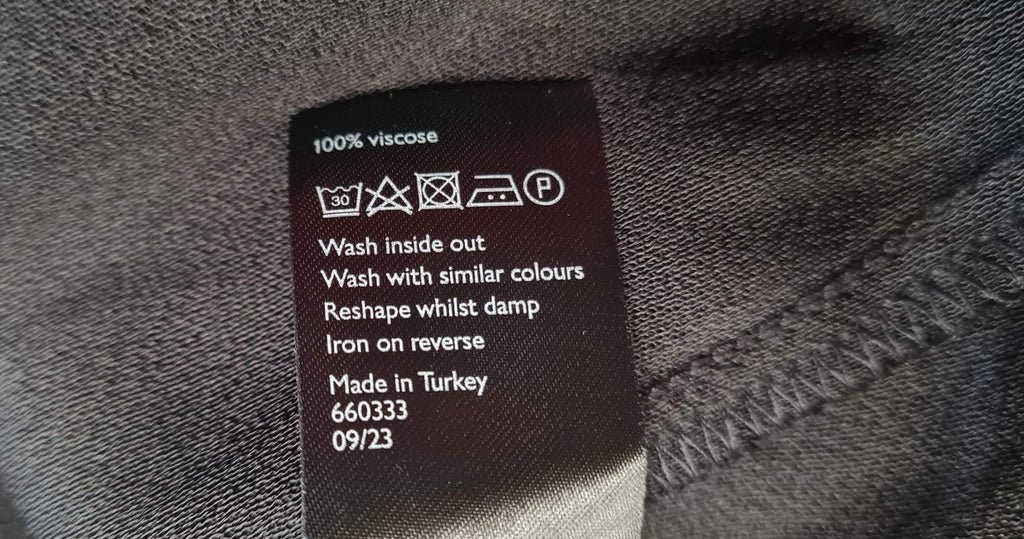 100% viscose
30 P
Wash inside out
Wash with similar colours
Reshape whilst damp
Iron on reverse
Made in Turkey
660333
09/23